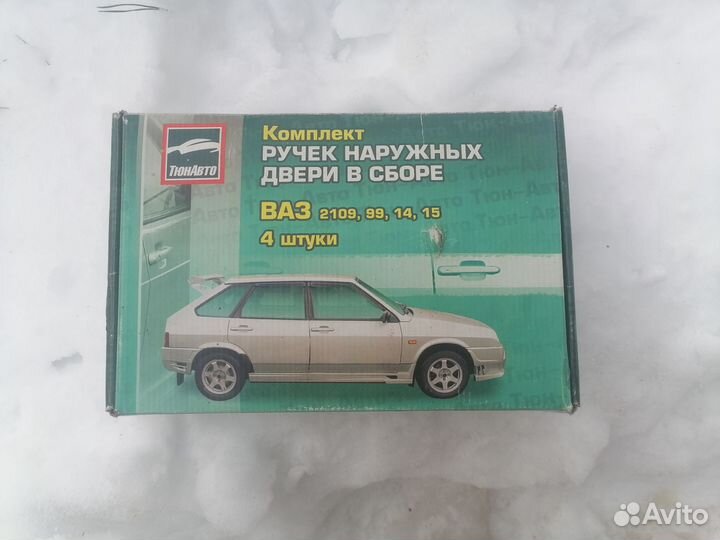 ТюнАвто
Комплект
РУЧЕК НАРУЖНЫХ
ДВЕРИ В СБОРЕ
ВАЗ 2109, 99, 14, 15
4 штуки
Avito